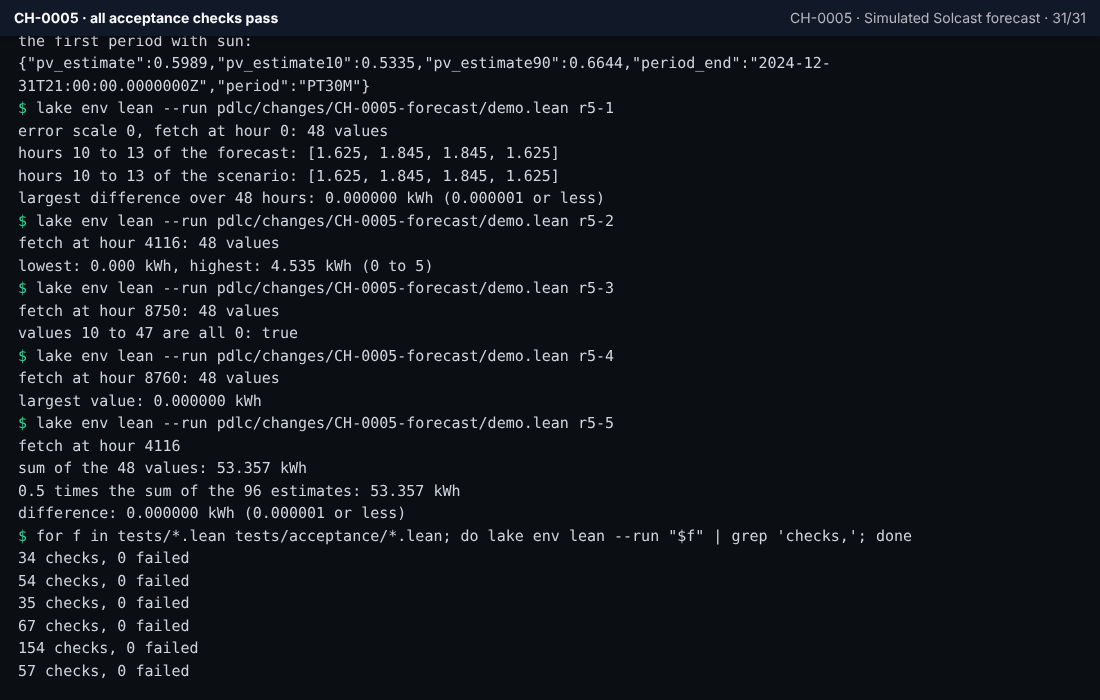 CH-0005 · all acceptance checks pass
CH-0005 · Simulated Solcast forecast · 31/31
the first period with sun:
{"pv_estimate":0.5989,"pv_estimate10":0.5335,"pv_estimate90":0.6644,"period_end":"2024-12-
31T21:00:00.0000000Z","period":"PT30M"}
$ lake env lean --run pdlc/changes/CH-0005-forecast/demo.lean r5-1
error scale 0, fetch at hour 0: 48 values
hours 10 to 13 of the forecast: [1.625, 1.845, 1.845, 1.625]
hours 10 to 13 of the scenario: [1.625, 1.845, 1.845, 1.625]
largest difference over 48 hours: 0.000000 kWh (0.000001 or less)
$ lake env lean --run pdlc/changes/CH-0005-forecast/demo.lean r5-2
fetch at hour 4116: 48 values
lowest: 0.000 kWh, highest: 4.535 kWh (0 to 5)
$ lake env lean --run pdlc/changes/CH-0005-forecast/demo.lean r5-3
fetch at hour 8750: 48 values
values 10 to 47 are all 0: true
$ lake env lean --run pdlc/changes/CH-0005-forecast/demo.lean r5-4
fetch at hour 8760: 48 values
largest value: 0.000000 kWh
$ lake env lean --run pdlc/changes/CH-0005-forecast/demo.lean r5-5
fetch at hour 4116
sum of the 48 values: 53.357 kWh
0.5 times the sum of the 96 estimates: 53.357 kWh
difference: 0.000000 kWh (0.000001 or less)
$ for f in tests/*.lean tests/acceptance/*.lean; do lake env lean --run "$f" | grep 'checks,'; done
34 checks, 0 failed
54 checks, 0 failed
35 checks, 0 failed
67 checks, 0 failed
154 checks, 0 failed
57 checks, 0 failed